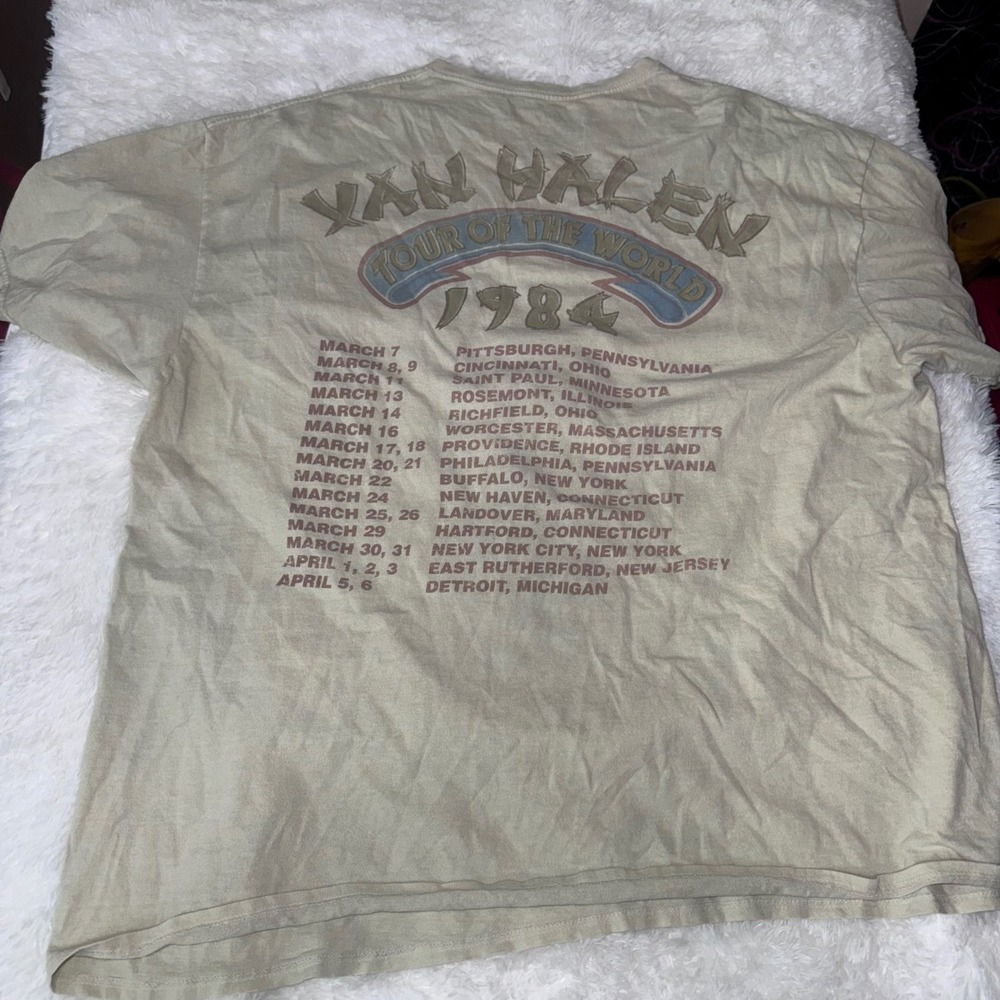 VAN HALEN
TOUR OF THE WORLD
1984
MARCH 7 PITTSBURGH, PENNSYLVANIA
MARCH 8, 9 CINCINNATI, OHIO
MARCH 11 SAINT PAUL, MINNESOTA
MARCH 13 ROSEMONT, ILLINOIS
MARCH 14 RICHFIELD, OHIO
MARCH 16 WORCESTER, MASSACHUSETTS
MARCH 17, 18 PROVIDENCE, RHODE ISLAND
MARCH 20, 21 PHILADELPHIA, PENNSYLVANIA
MARCH 22 BUFFALO, NEW YORK
MARCH 24 NEW HAVEN, CONNECTICUT
MARCH 25, 26 LANDOVER, MARYLAND
MARCH 29 HARTFORD, CONNECTICUT
MARCH 30, 31 NEW YORK CITY, NEW YORK
APRIL 1, 2, 3 EAST RUTHERFORD, NEW JERSEY
APRIL 5, 6 DETROIT, MICHIGAN